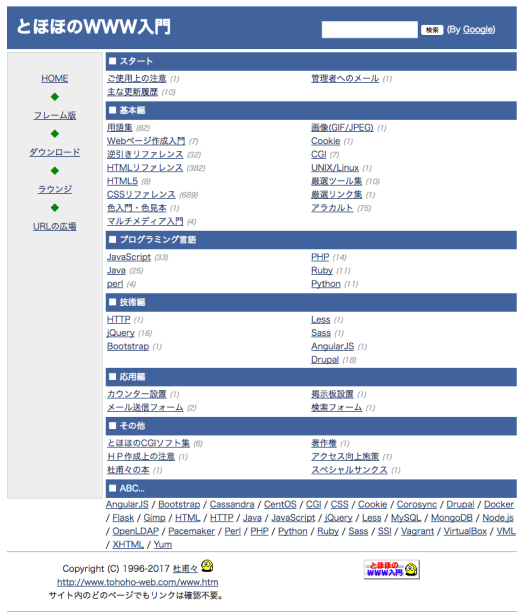 とほほのWWW入門
検索 (By Google)
HOME
◆
フレーム版
◆
ダウンロード
◆
ラウンジ
◆
URLの広場
■ スタート
ご使用上の注意 (1) 管理者へのメール (1)
主な更新履歴 (10)
■ 基本編
用語集 (82) 画像(GIF/JPEG) (1)
Webページ作成入門 (7) Cookie (1)
逆引きリファレンス (32) CGI (7)
HTMLリファレンス (382) UNIX/Linux (1)
HTML5 (8) 厳選ツール集 (10)
CSSリファレンス (689) 厳選リンク集 (1)
色入門・色見本 (1) アラカルト (75)
マルチメディア入門 (4)
■ プログラミング言語
JavaScript (33) PHP (14)
Java (25) Ruby (11)
perl (4) Python (11)
■ 技術編
HTTP (1) Less (1)
jQuery (16) Sass (1)
Bootstrap (1) AngularJS (1)
Drupal (18)
■ 応用編
カウンター設置 (1) 掲示板設置 (1)
メール送信フォーム (2) 検索フォーム (1)
■ その他
とほほのCGIソフト集 (6) 著作権 (1)
ＨＰ作成上の注意 (1) アクセス向上施策 (1)
杜甫々の本 (1) スペシャルサンクス (1)
■ ABC...
AngularJS / Bootstrap / Cassandra / CentOS / CGI / CSS / Cookie / Corosync / Drupal / Docker
/ Flask / Gimp / HTML / HTTP / Java / JavaScript / jQuery / Less / MySQL / MongoDB / Node.js
/ OpenLDAP / Pacemaker / Perl / PHP / Python / Ruby / Sass / SSI / Vagrant / VirtualBox / VML
/ XHTML / Yum
Copyright (C) 1996-2017 杜甫々
http://www.tohoho-web.com/www.htm
サイト内のどのページでもリンクは確認不要。
とほほの
WWW入門